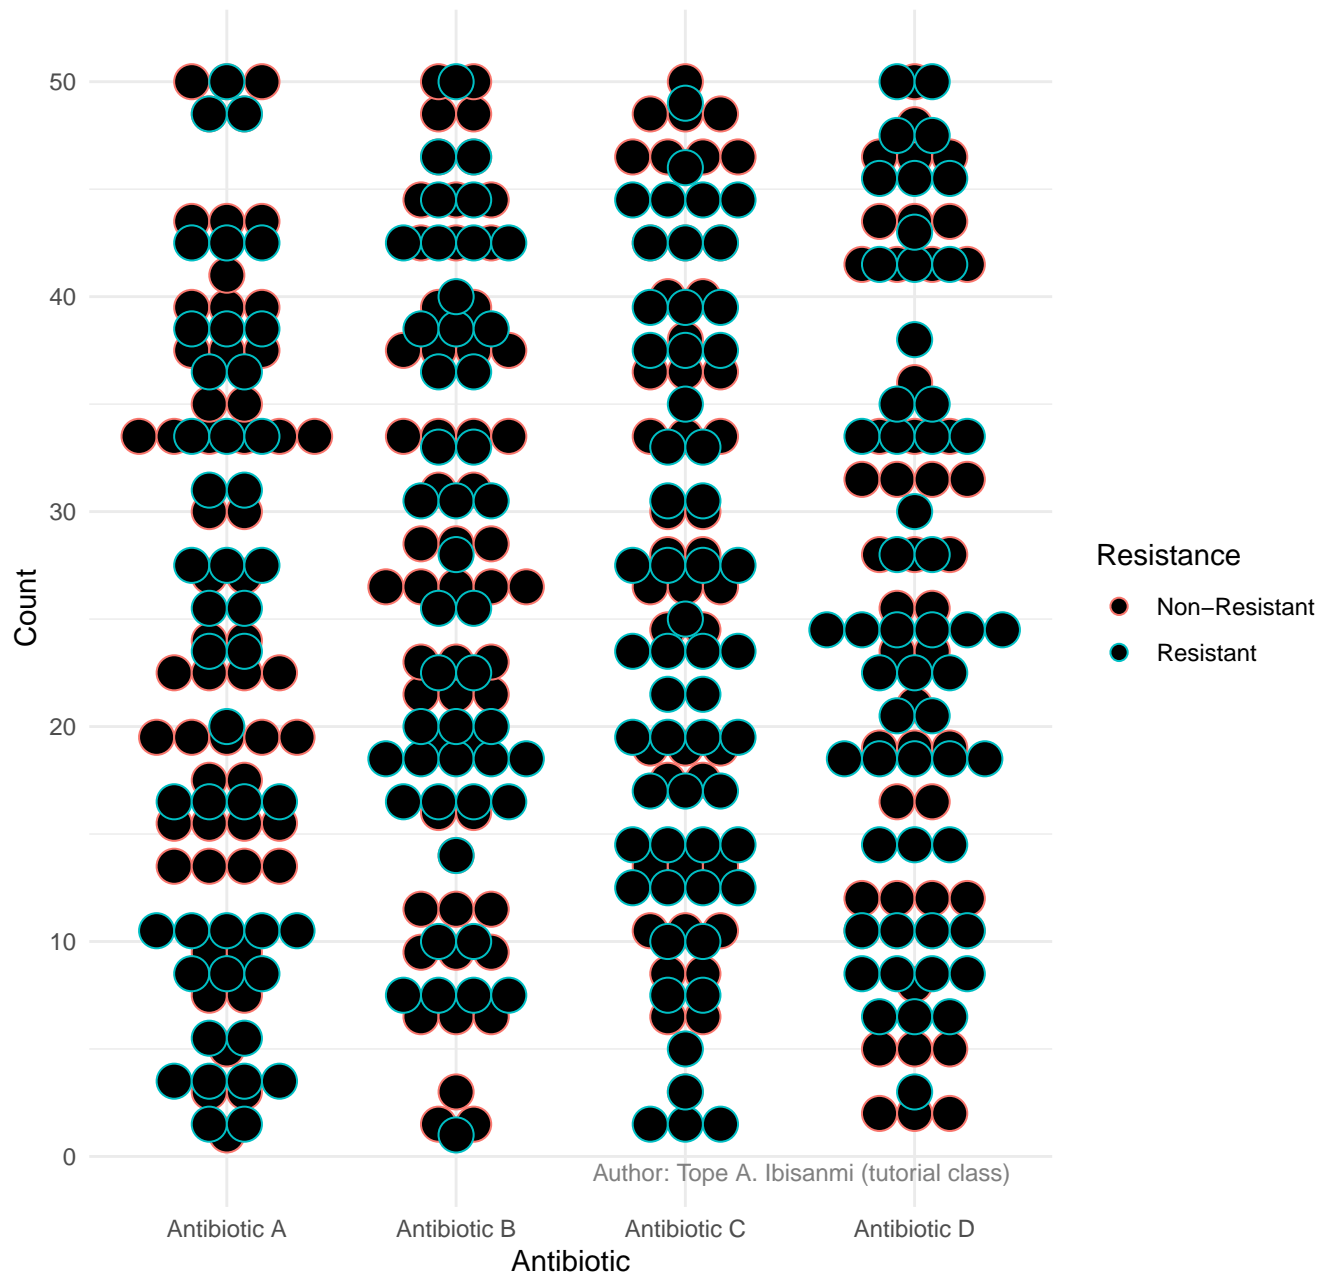 50
40
30
20
10
0
Count
Author: Tope A. Ibisanmi (tutorial class)
Antibiotic A
Antibiotic B
Antibiotic C
Antibiotic D
Antibiotic
Resistance
Non−Resistant
Resistant